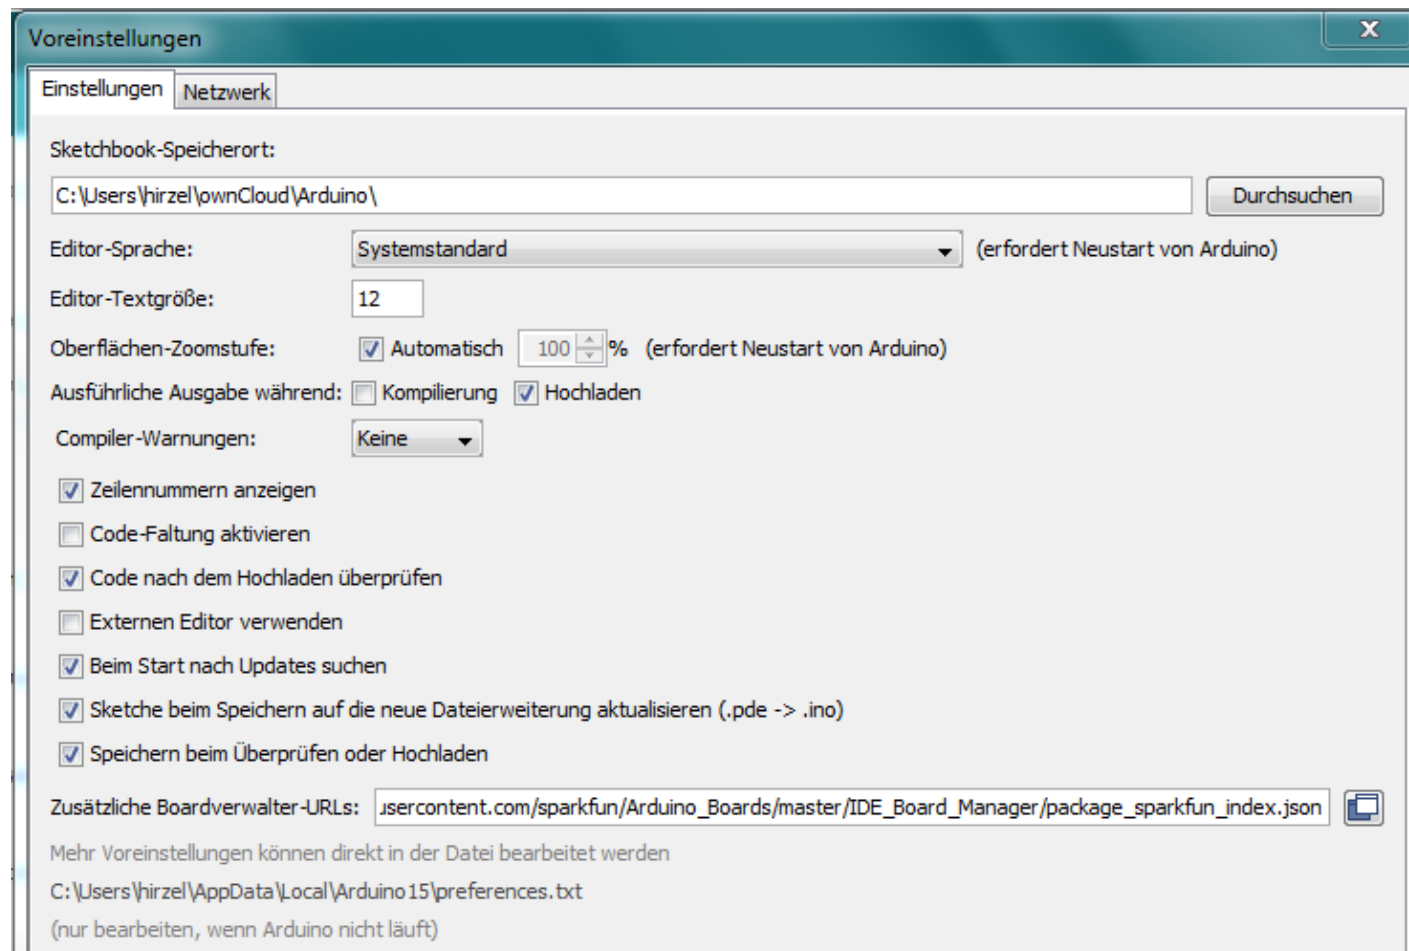 Voreinstellungen
Einstellungen Netzwerk
Sketchbook-Speicherort:
C:\Users\hirzel\ownCloud\Arduino\ Durchsuchen
Editor-Sprache: Systemstandard (erfordert Neustart von Arduino)
Editor-Textgröße: 12
Oberflächen-Zoomstufe: Automatisch 100 % (erfordert Neustart von Arduino)
Ausführliche Ausgabe während: Kompilierung Hochladen
Compiler-Warnungen: Keine
Zeilennummern anzeigen
Code-Faltung aktivieren
Code nach dem Hochladen überprüfen
Externen Editor verwenden
Beim Start nach Updates suchen
Sketche beim Speichern auf die neue Dateierweiterung aktualisieren (.pde -> .ino)
Speichern beim Überprüfen oder Hochladen
Zusätzliche Boardverwalter-URLs: usercontent.com/sparkfun/Arduino_Boards/master/IDE_Board_Manager/package_sparkfun_index.json
Mehr Voreinstellungen können direkt in der Datei bearbeitet werden
C:\Users\hirzel\AppData\Local\Arduino15\preferences.txt
(nur bearbeiten, wenn Arduino nicht läuft)